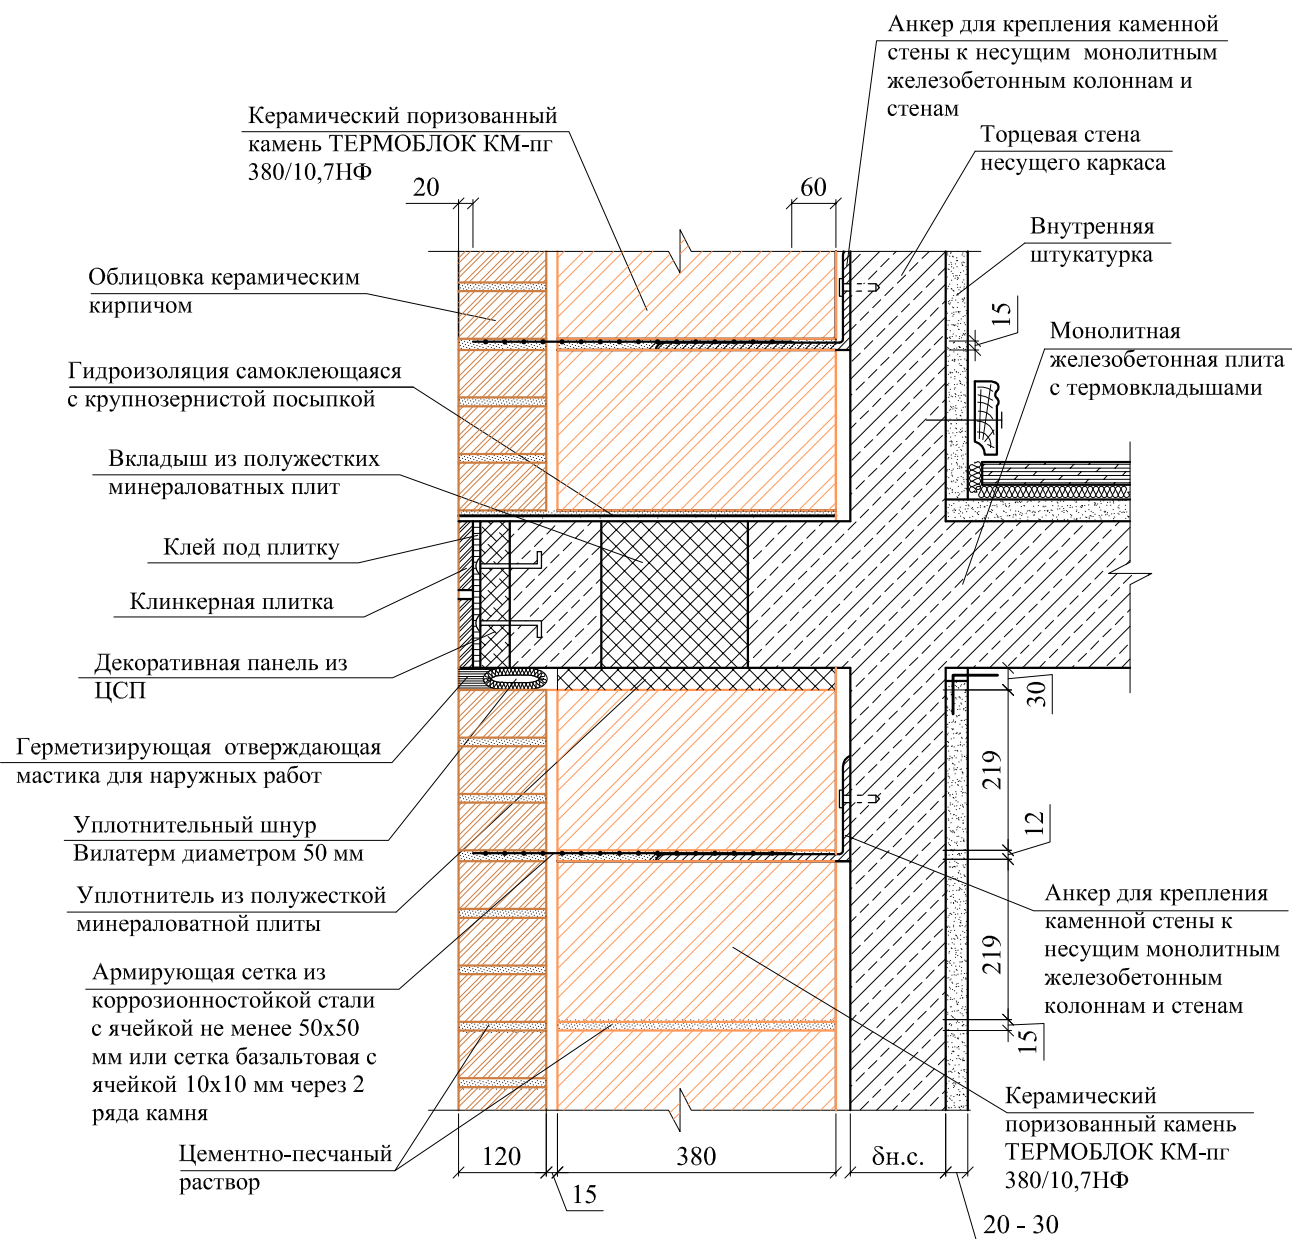 Анкер для крепления каменной
стены к несущим монолитным
железобетонным колоннам и
стенам
Керамический поризованный
камень ТЕРМОБЛОК КМ-пг
380/10,7НФ
Торцевая стена
несущего каркаса
20
60
Внутренняя
штукатурка
Облицовка керамическим
кирпичом
15
Монолитная
железобетонная плита
с термовкладышами
Гидроизоляция самоклеющаяся
с крупнозернистой посыпкой
Вкладыш из полужестких
минераловатных плит
Клей под плитку
Клинкерная плитка
Декоративная панель из
ЦСП
30
Герметизирующая отверждающая
мастика для наружных работ
219
Уплотнительный шнур
Вилатерм диаметром 50 мм
12
Уплотнитель из полужесткой
минераловатной плиты
Анкер для крепления
каменной стены к
несущим монолитным
железобетонным
колоннам и стенам
219
Армирующая сетка из
коррозионностойкой стали
с ячейкой не менее 50х50
мм или сетка базальтовая с
ячейкой 10х10 мм через 2
ряда камня
15
Керамический
поризованный камень
ТЕРМОБЛОК КМ-пг
380/10,7НФ
Цементно-песчаный
раствор
120
380
δн.с.
15
20 - 30